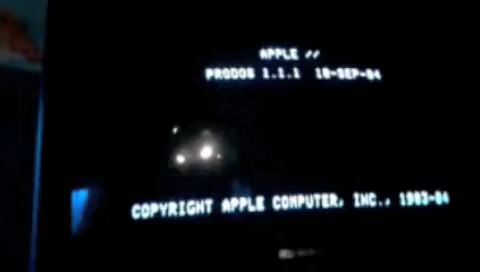 APPLE //
PRODOS 1.1.1 18-SEP-84
COPYRIGHT APPLE COMPUTER, INC., 1983-84